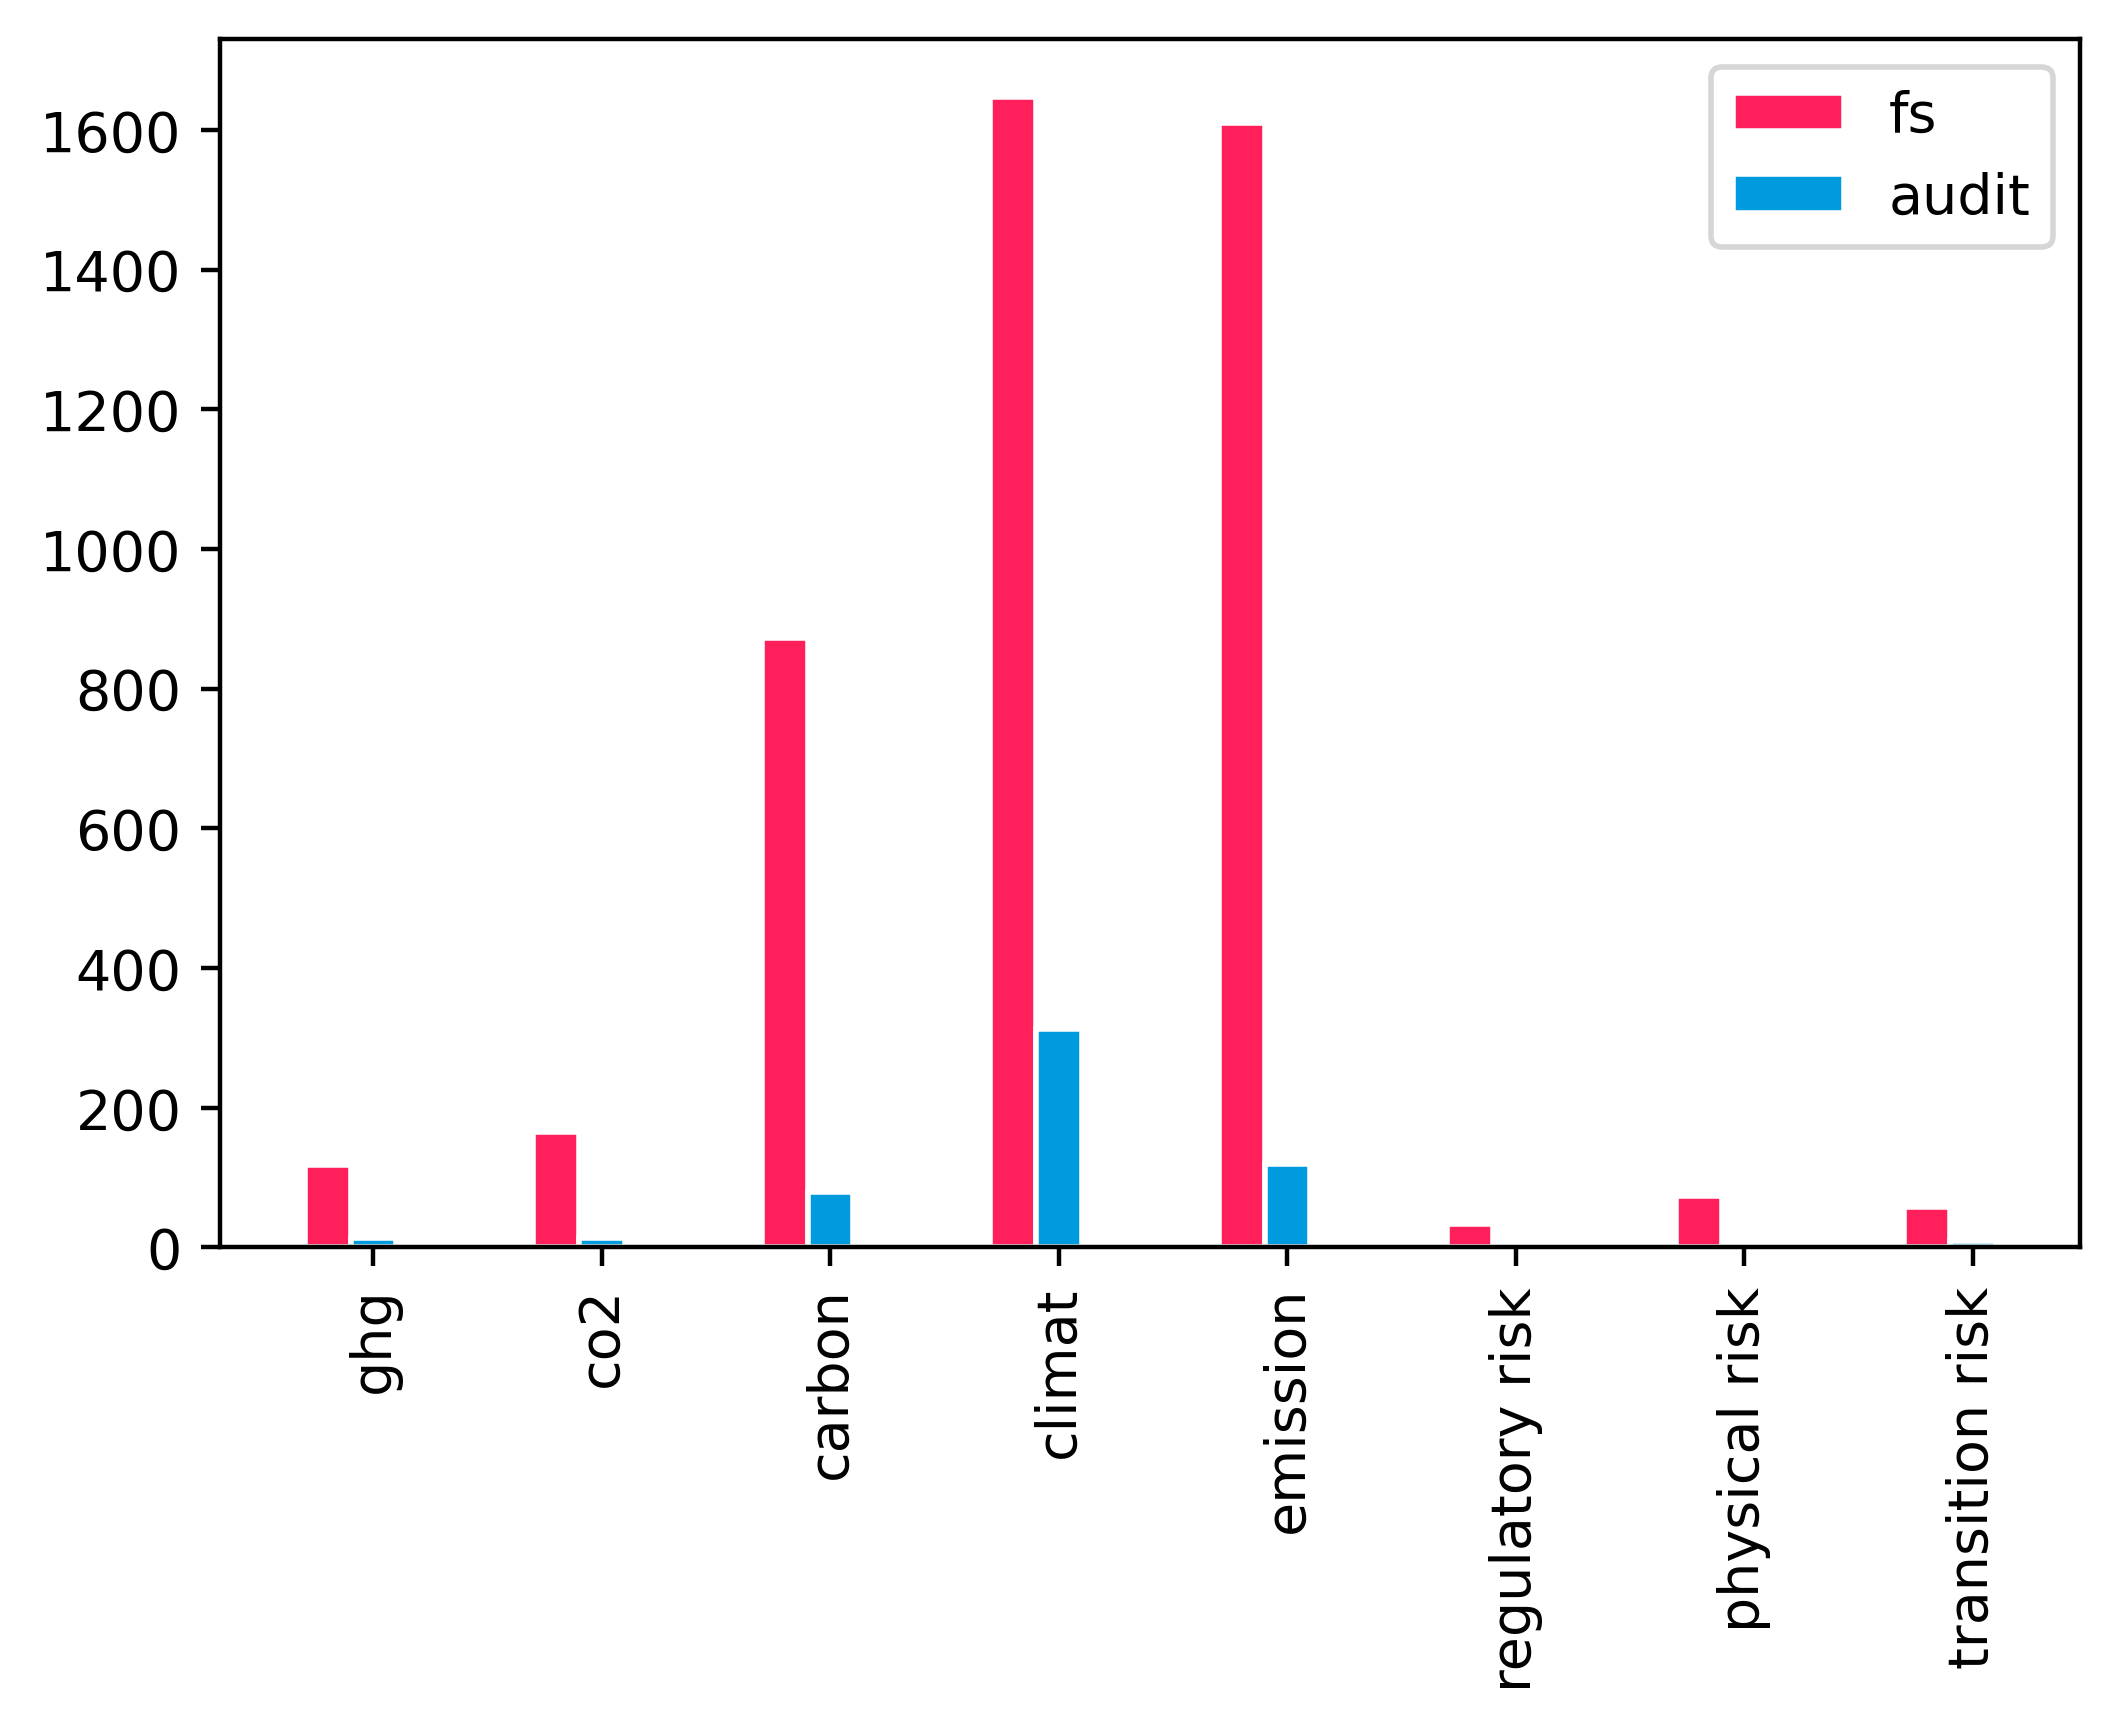 1600
1400
1200
1000
800
600
400
200
0
fs
audit
ghg
co2
carbon
climat
emission
regulatory risk
physical risk
transition risk